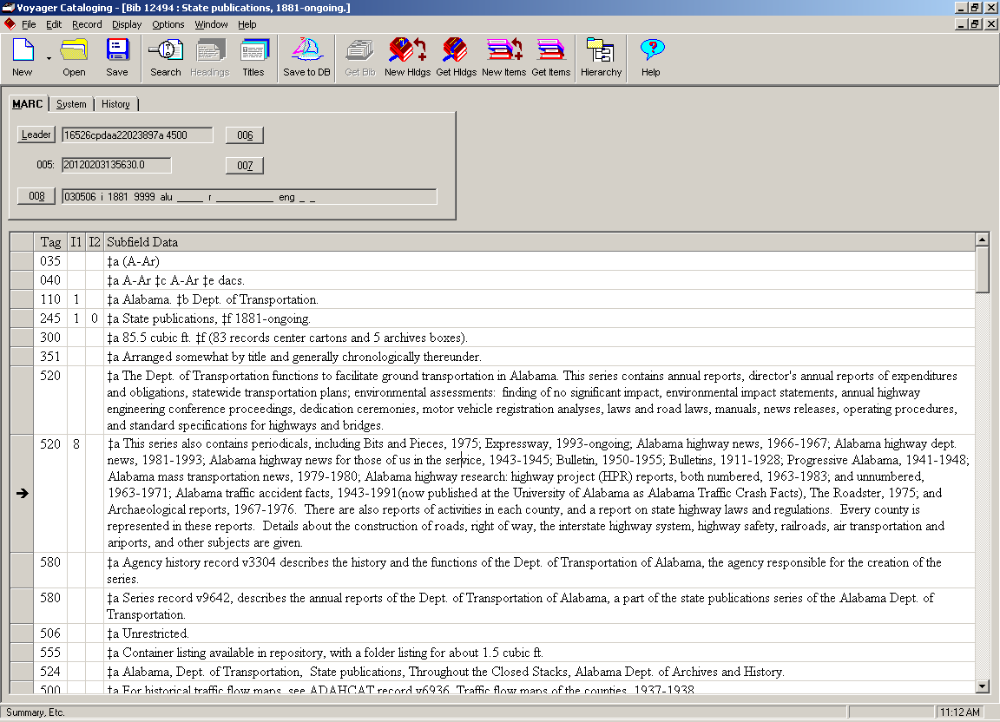 Voyager Cataloging - [Bib 12494 : State publications, 1881-ongoing.]
File Edit Record Display Options Window Help
New Open Save Search Headings Titles Save to DB Get Bib New Hldgs Get Hldgs New Items Get Items Hierarchy Help
MARC System History
Leader 16526cpdaa22023897a 4500 006
005: 20120203135630.0 007
008 030506 i 1881 9999 alu _____ r ___________ eng _ _
Tag I1 I2 Subfield Data
035 ‡a (A-Ar)
040 ‡a A-Ar ‡c A-Ar ‡e dacs.
110 1 ‡a Alabama. ‡b Dept. of Transportation.
245 1 0 ‡a State publications, ‡f 1881-ongoing.
300 ‡a 85.5 cubic ft. ‡f (83 records center cartons and 5 archives boxes).
351 ‡a Arranged somewhat by title and generally chronologically thereunder.
520 ‡a The Dept. of Transportation functions to facilitate ground transportation in Alabama. This series contains annual reports, director's annual reports of expenditures
and obligations, statewide transportation plans; environmental assessments:  finding of no significant impact, environmental impact statements, annual highway
engineering conference proceedings, dedication ceremonies, motor vehicle registration analyses, laws and road laws, manuals, news releases, operating procedures,
and standard specifications for highways and bridges.
520 8 ‡a This series also contains periodicals, including Bits and Pieces, 1975; Expressway, 1993-ongoing; Alabama highway news, 1966-1967; Alabama highway dept.
news, 1981-1993; Alabama highway news for those of us in the service, 1943-1945; Bulletin, 1950-1955; Bulletins, 1911-1928; Progressive Alabama, 1941-1948;
Alabama mass transportation news, 1979-1980; Alabama highway research: highway project (HPR) reports, both numbered, 1963-1983; and unnumbered,
1963-1971; Alabama traffic accident facts, 1943-1991(now published at the University of Alabama as Alabama Traffic Crash Facts), The Roadster, 1975; and
Archaeological reports, 1967-1976.  There are also reports of activities in each county, and a report on state highway laws and regulations.  Every county is
represented in these reports.  Details about the construction of roads, right of way, the interstate highway system, highway safety, railroads, air transportation and
ariports, and other subjects are given.
580 ‡a Agency history record v3304 describes the history and the functions of the Dept. of Transportation of Alabama, the agency responsible for the creation of the
series.
580 ‡a Series record v9642, describes the annual reports of the Dept. of Transportation of Alabama, a part of the state publications series of the Alabama Dept. of
Transportation.
506 ‡a Unrestricted.
555 ‡a Container listing available in repository, with a folder listing for about 1.5 cubic ft.
524 ‡a Alabama, Dept. of Transportation,  State publications, Throughout the Closed Stacks, Alabama Dept. of Archives and History.
500 ‡a For historical traffic flow maps, see ADAHCAT record v6936, Traffic flow maps of the counties, 1937-1938
Summary, Etc. 11:12 AM